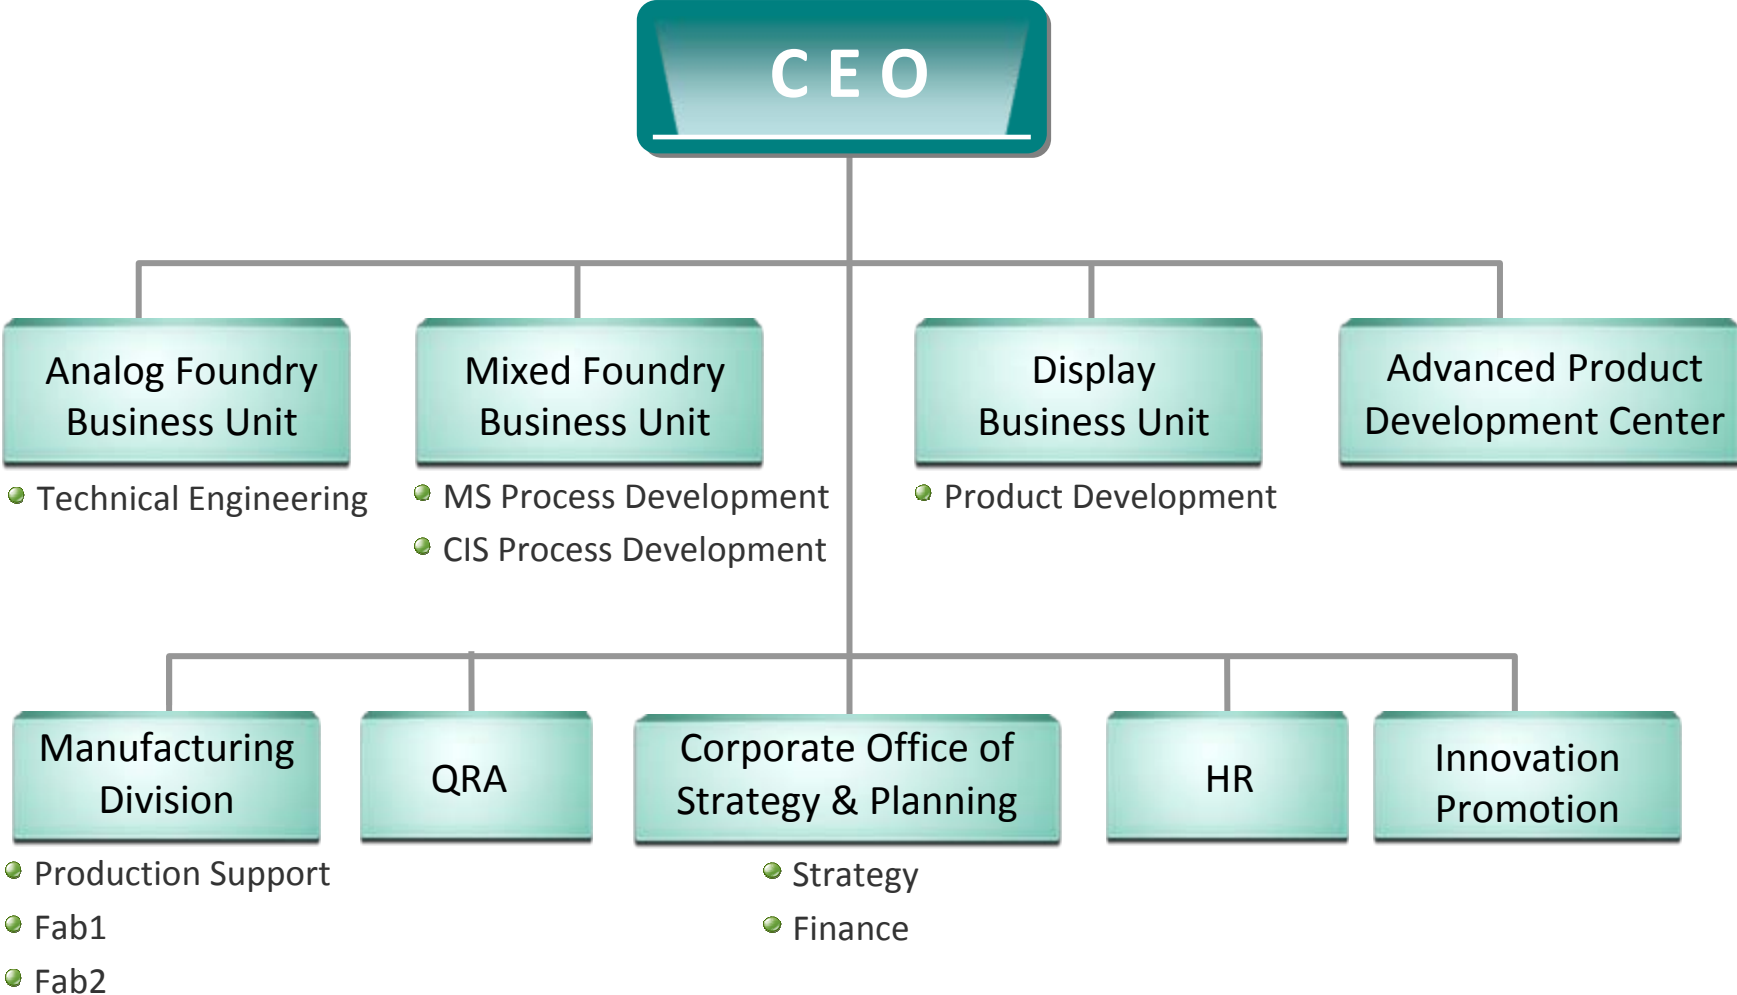 C E O
Analog Foundry
Business Unit
Mixed Foundry
Business Unit
Display
Business Unit
Advanced Product
Development Center
Technical Engineering
MS Process Development
CIS Process Development
Product Development
Manufacturing
Division
QRA
Corporate Office of
Strategy & Planning
HR
Innovation
Promotion
Production Support
Fab1
Fab2
Strategy
Finance